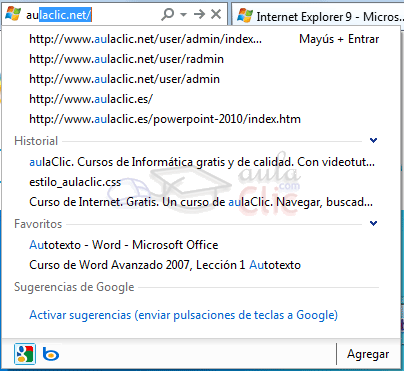 aulaclic.net/
Internet Explorer 9 - Micros...
http://www.aulaclic.net/user/admin/index... Mayús + Entrar
http://www.aulaclic.net/user/radmin
http://www.aulaclic.net/user/admin
http://www.aulaclic.es/
http://www.aulaclic.es/powerpoint-2010/index.htm
Historial
aulaClic. Cursos de Informática gratis y de calidad. Con videotut...
estilo_aulaclic.css
Curso de Internet. Gratis. Un curso de aulaClic. Navegar, buscad...
aula
.com
Clic
Favoritos
Autotexto - Word - Microsoft Office
Curso de Word Avanzado 2007, Lección 1 Autotexto
Sugerencias de Google
Activar sugerencias (enviar pulsaciones de teclas a Google)
Agregar